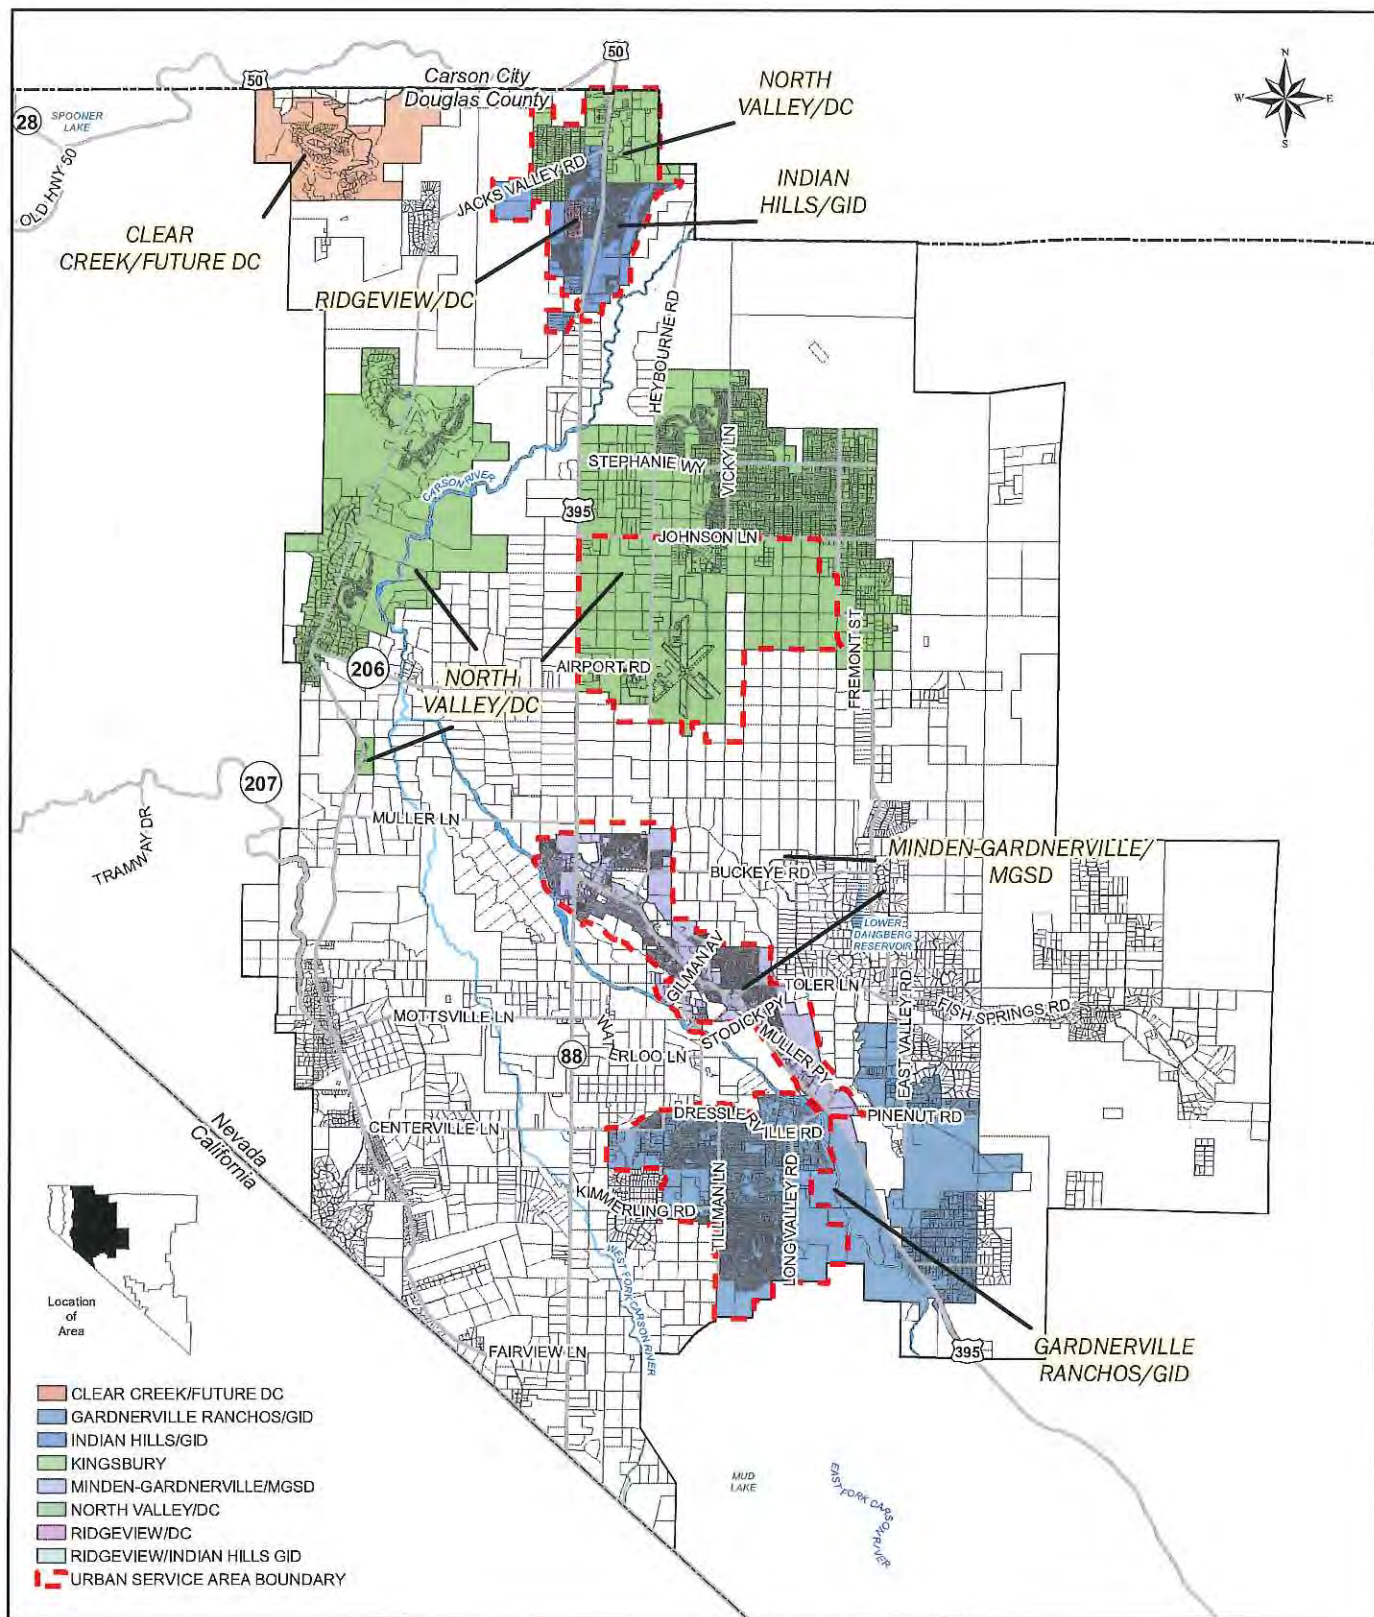 50
50
Carson City
Douglas County
NORTH
VALLEY/DC
N
W
E
S
28
SPOONER
LAKE
OLD HWY 50
JACKS VALLEY RD
INDIAN
HILLS/GID
CLEAR
CREEK/FUTURE DC
RIDGEVIEW/DC
HEYBOURNE RD
STEPHANIE WY
VICKY LN
CARSON RIVER
395
JOHNSON LN
FREMONT ST
206
AIRPORT RD
NORTH
VALLEY/DC
207
TRAMWAY DR
MULLER LN
MINDEN-GARDNERVILLE/
MGSD
BUCKEYE RD
LOWER
DANGBERG
RESERVOIR
GILMAN AV
TOLER LN
EAST VALLEY RD
FISH SPRINGS RD
MOTTSVILLE LN
STODICK PY
MULLER PY
WATERLOO LN
88
DRESSLERVILLE RD
PINENUT RD
CENTERVILLE LN
Nevada
California
KIMMERLING RD
TILLMAN LN
LONG VALLEY RD
WEST FORK CARSON RIVER
Location
of
Area
FAIRVIEW LN
395
GARDNERVILLE
RANCHOS/GID
MUD
LAKE
EAST FORK CARSON RIVER
CLEAR CREEK/FUTURE DC
GARDNERVILLE RANCHOS/GID
INDIAN HILLS/GID
KINGSBURY
MINDEN-GARDNERVILLE/MGSD
NORTH VALLEY/DC
RIDGEVIEW/DC
RIDGEVIEW/INDIAN HILLS GID
URBAN SERVICE AREA BOUNDARY